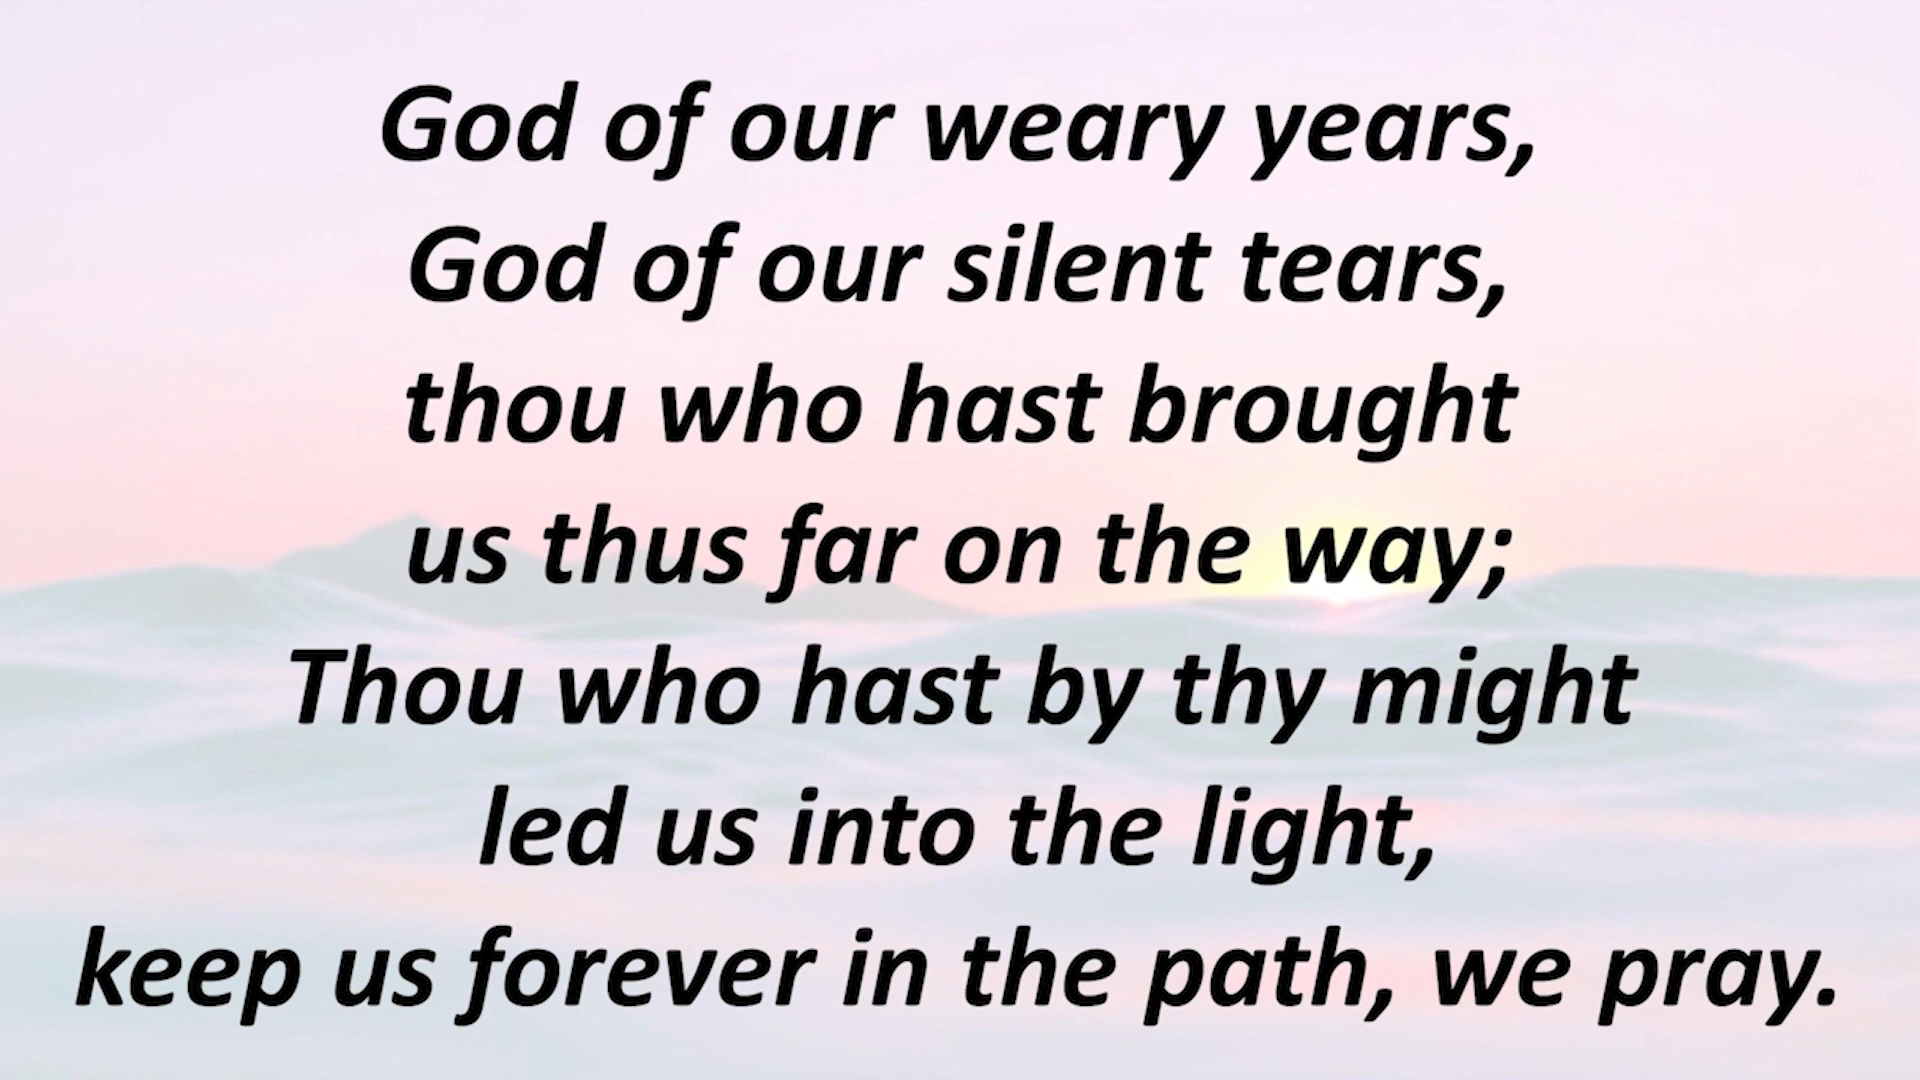 God of our weary years,
God of our silent tears,
thou who hast brought
us thus far on the way;
Thou who hast by thy might
led us into the light,
keep us forever in the path, we pray.